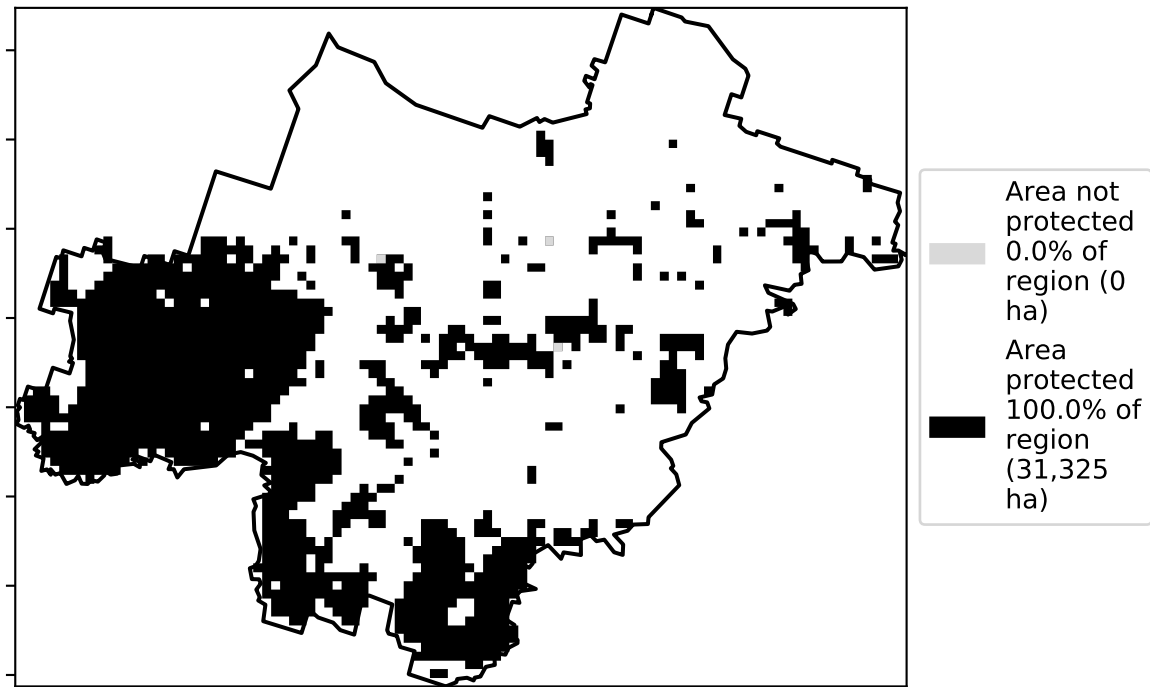 Area not
protected
0.0% of
region (0
ha)
Area
protected
100.0% of
region
(31,325
ha)